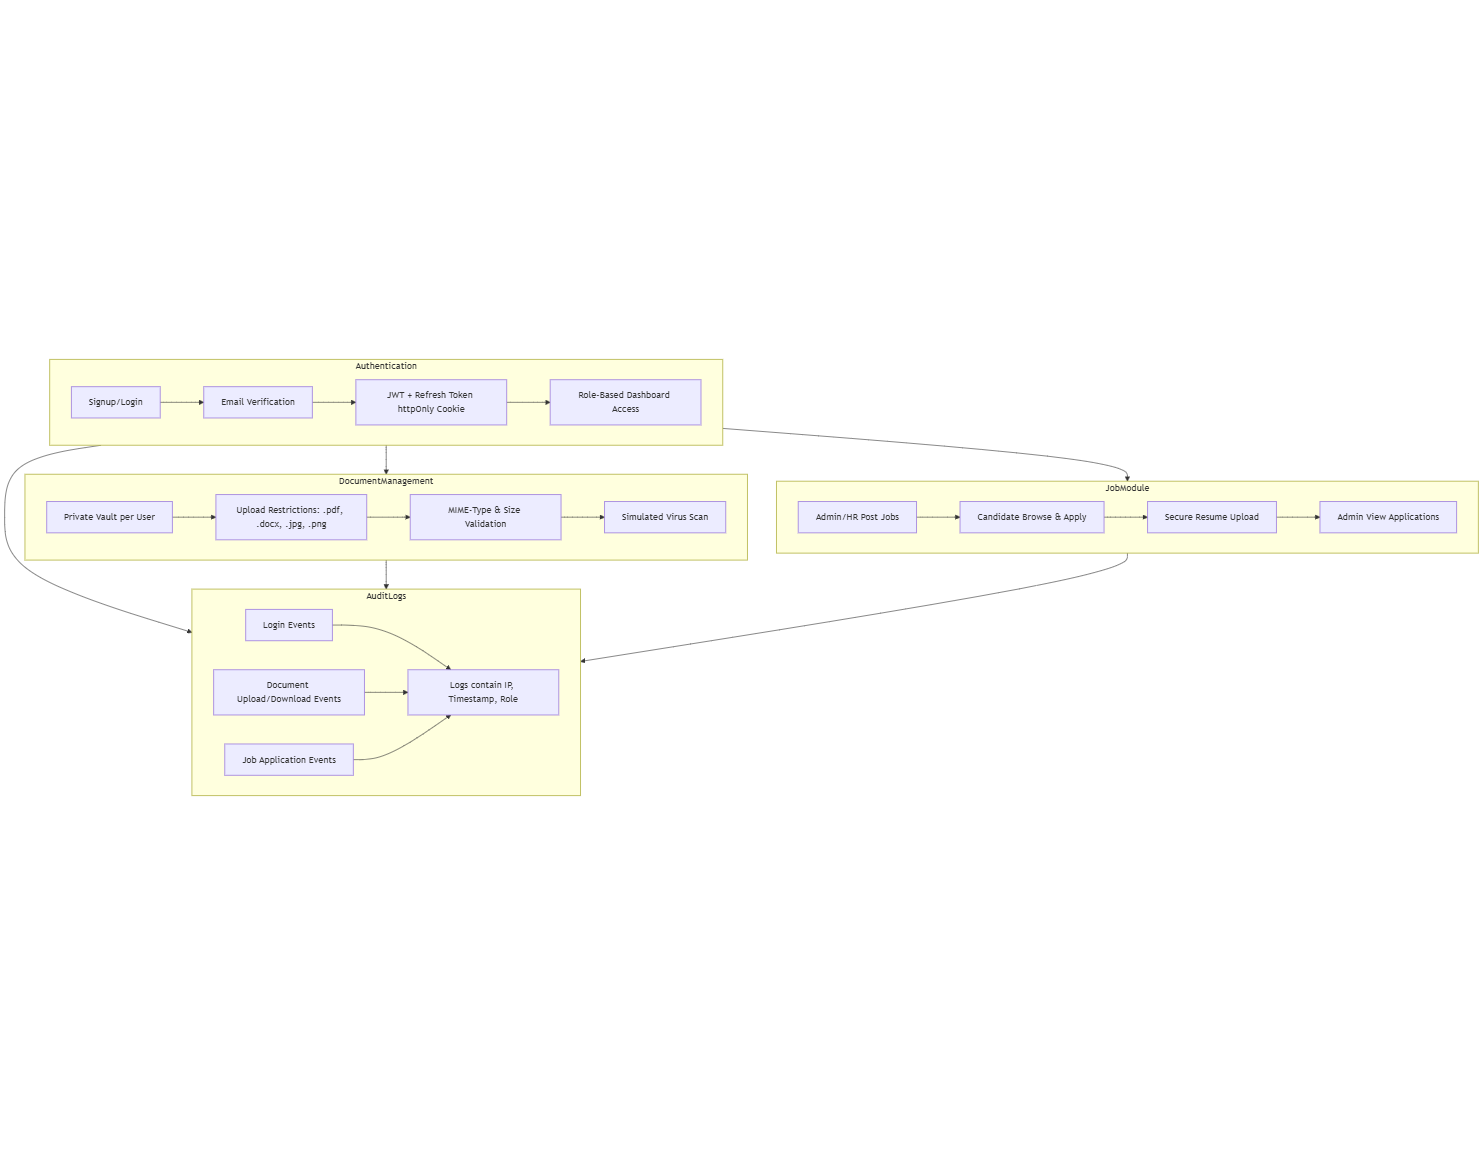 Authentication
Signup/Login
Email Verification
JWT + Refresh Token
httpOnly Cookie
Role-Based Dashboard
Access
DocumentManagement
Private Vault per User
Upload Restrictions: .pdf,
.docx, .jpg, .png
MIME-Type & Size
Validation
Simulated Virus Scan
JobModule
Admin/HR Post Jobs
Candidate Browse & Apply
Secure Resume Upload
Admin View Applications
AuditLogs
Login Events
Document
Upload/Download Events
Job Application Events
Logs contain IP,
Timestamp, Role